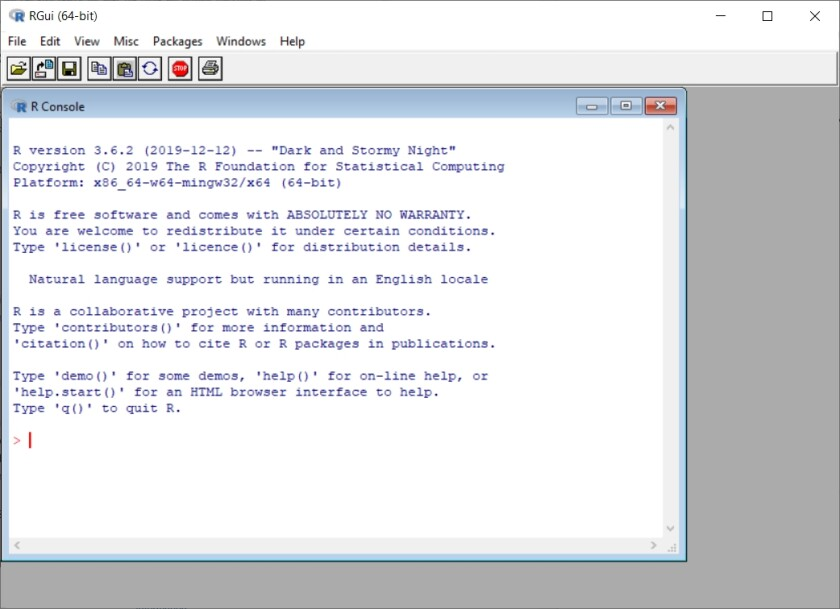 RGui (64-bit)
File Edit View Misc Packages Windows Help
STOP
R Console
R version 3.6.2 (2019-12-12) -- "Dark and Stormy Night"
Copyright (C) 2019 The R Foundation for Statistical Computing
Platform: x86_64-w64-mingw32/x64 (64-bit)
R is free software and comes with ABSOLUTELY NO WARRANTY.
You are welcome to redistribute it under certain conditions.
Type 'license()' or 'licence()' for distribution details.
Natural language support but running in an English locale
R is a collaborative project with many contributors.
Type 'contributors()' for more information and
'citation()' on how to cite R or R packages in publications.
Type 'demo()' for some demos, 'help()' for on-line help, or
'help.start()' for an HTML browser interface to help.
Type 'q()' to quit R.
>